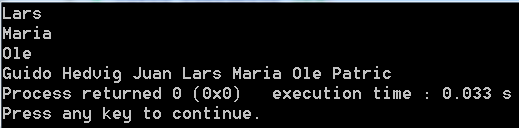 Lars
Maria
Ole
Guido Hedvig Juan Lars Maria Ole Patric
Process returned 0 (0x0)   execution time : 0.033 s
Press any key to continue.